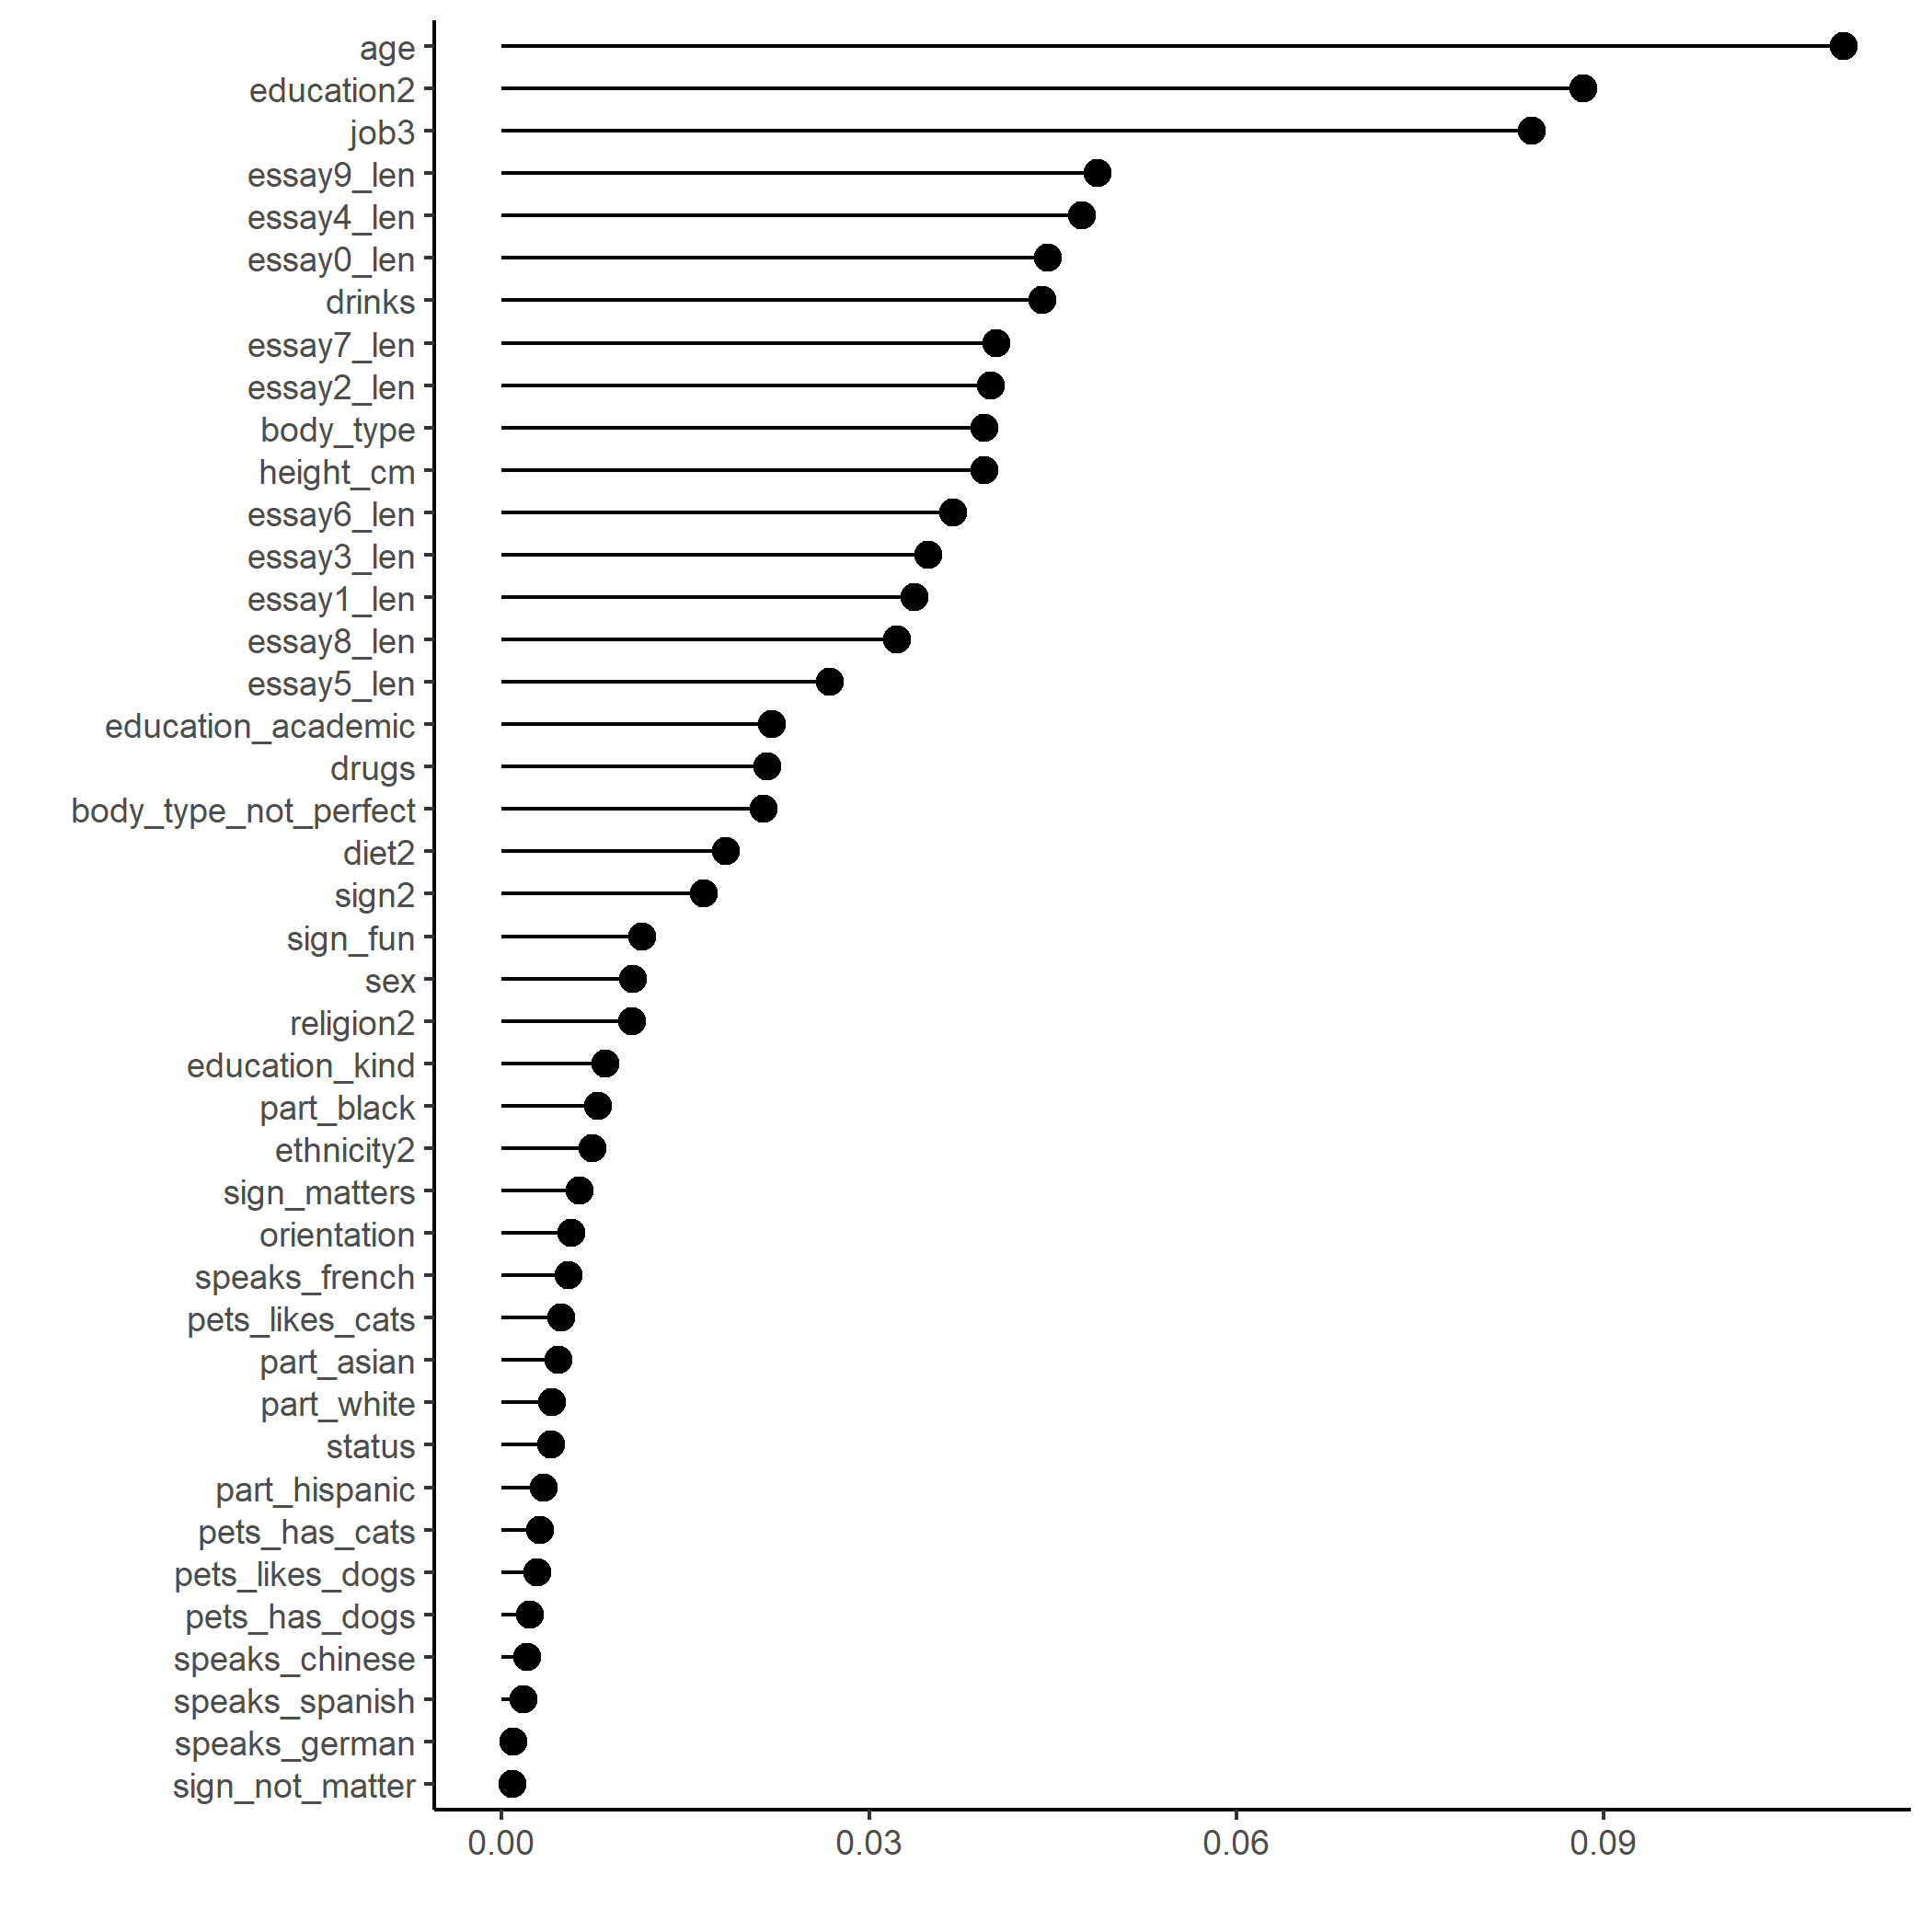 age
education2
job3
essay9_len
essay4_len
essay0_len
drinks
essay7_len
essay2_len
body_type
height_cm
essay6_len
essay3_len
essay1_len
essay8_len
essay5_len
education_academic
drugs
body_type_not_perfect
diet2
sign2
sign_fun
sex
religion2
education_kind
part_black
ethnicity2
sign_matters
orientation
speaks_french
pets_likes_cats
part_asian
part_white
status
part_hispanic
pets_has_cats
pets_likes_dogs
pets_has_dogs
speaks_chinese
speaks_spanish
speaks_german
sign_not_matter
0.00 0.03 0.06 0.09